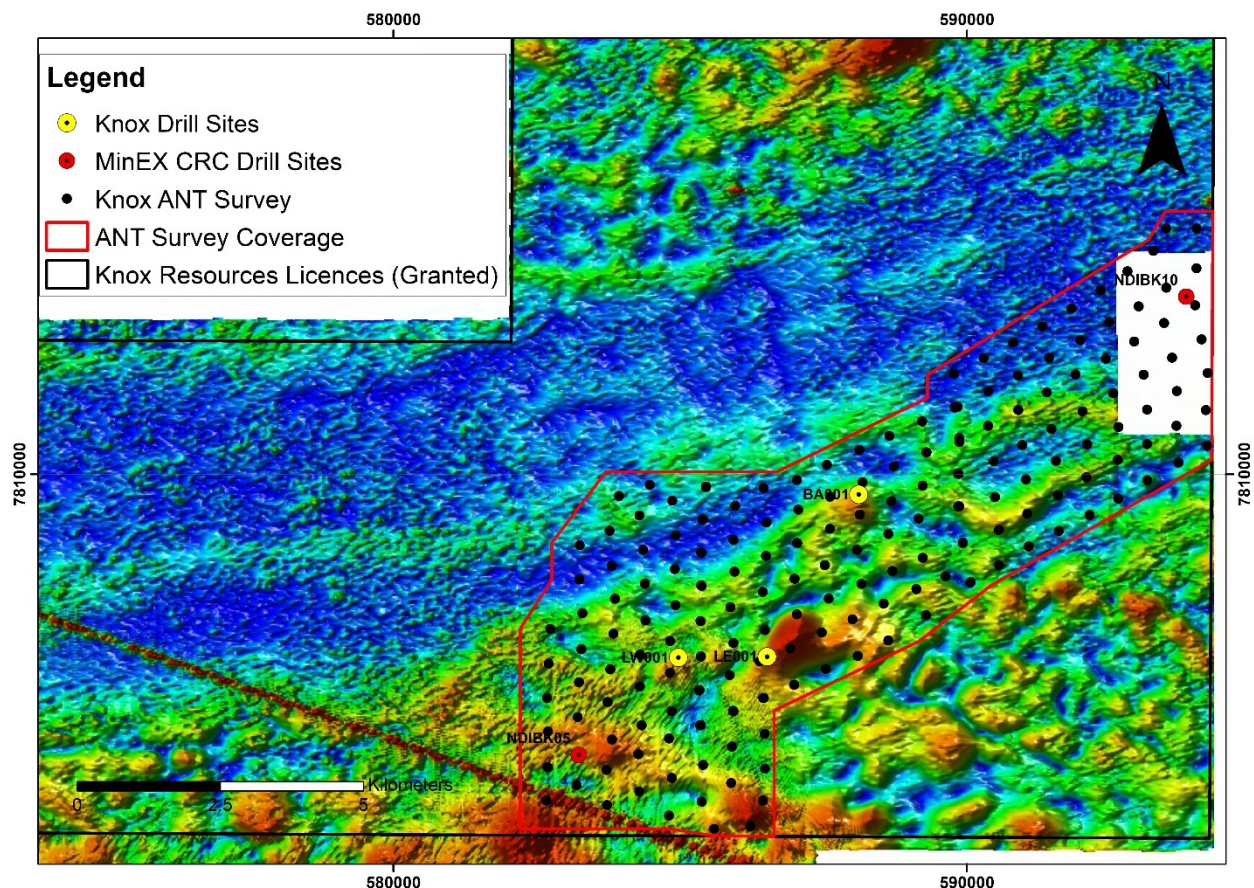 580000
590000
Legend
Knox Drill Sites
MinEX CRC Drill Sites
Knox ANT Survey
ANT Survey Coverage
Knox Resources Licences (Granted)
N
NDIBK10
7810000
7810000
BA001
LW001
LE001
NDIBK05
Kilometers
0 2.5 5
580000
590000